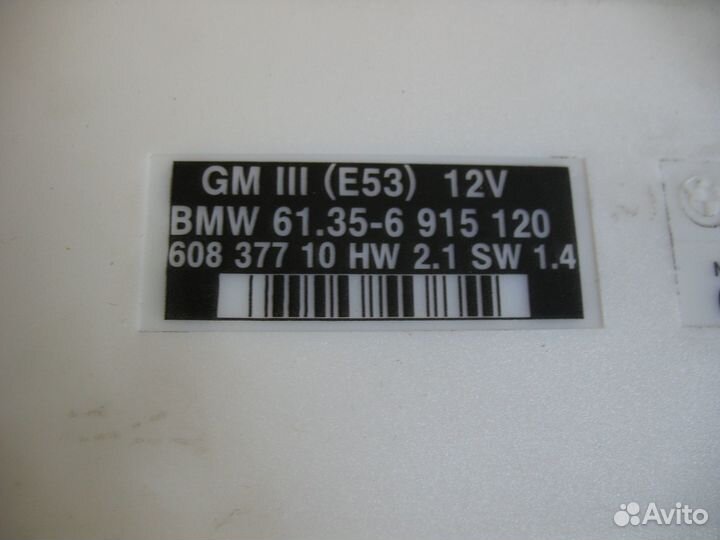 GM III (E53) 12V
BMW 61.35-6 915 120
608 377 10 HW 2.1 SW 1.4
Avito